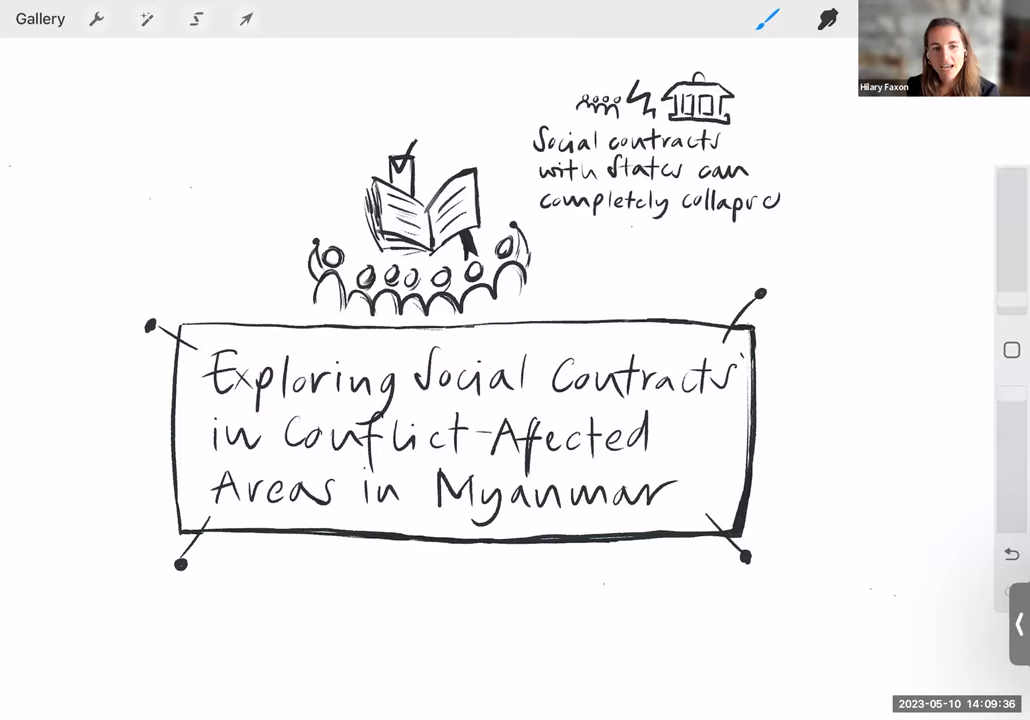 Gallery
Hilary Faxon
Social contracts
with States can
completely collapse
Exploring Social Contracts
in Conflict-Affected
Areas in Myanmar
2023-05-10 14:09:36